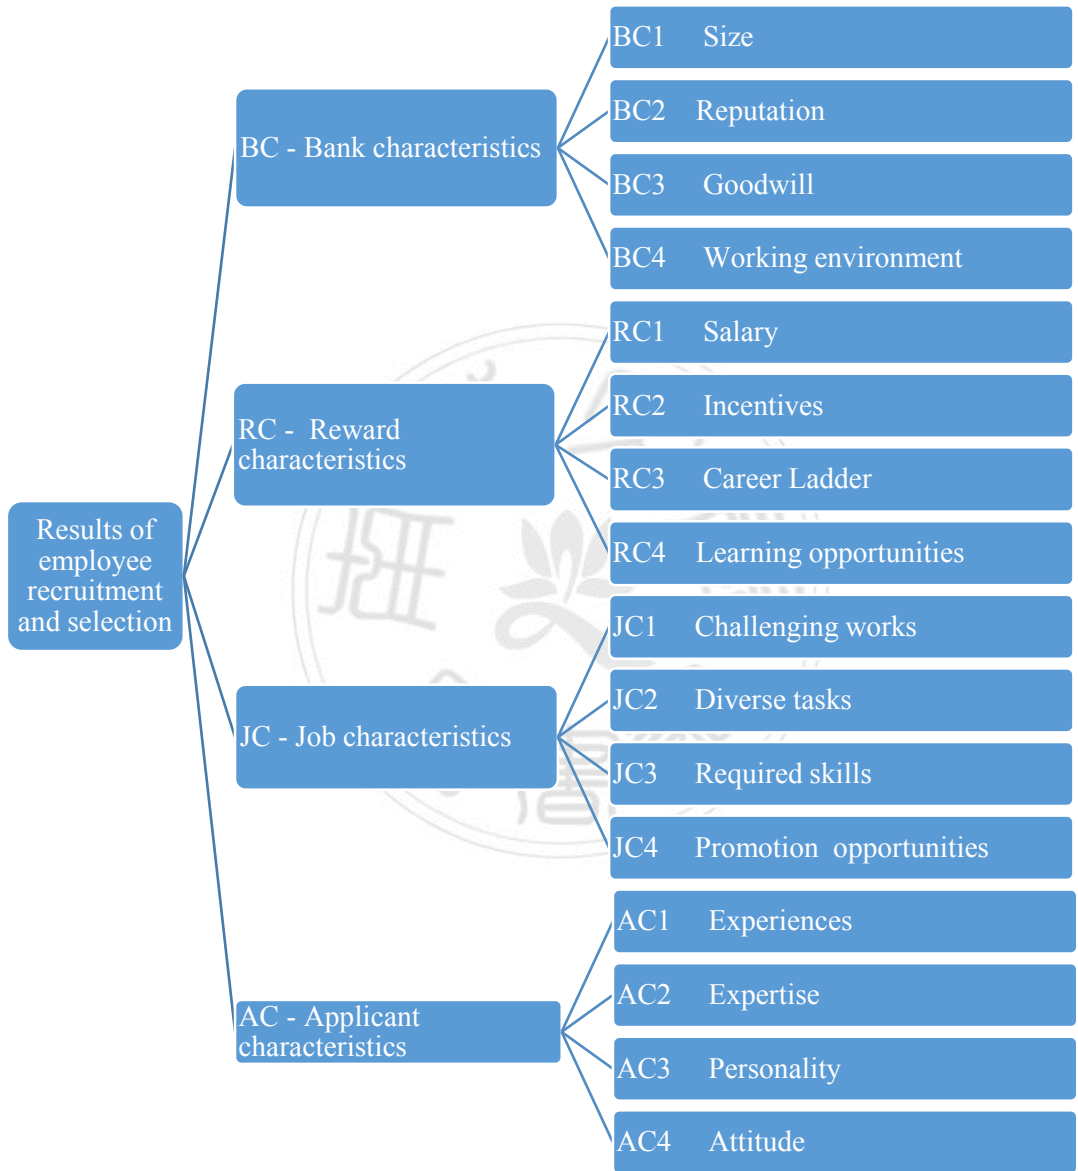 Results of
employee
recruitment
and selection
BC - Bank characteristics
BC1 Size
BC2 Reputation
BC3 Goodwill
BC4 Working environment
RC - Reward
characteristics
RC1 Salary
RC2 Incentives
RC3 Career Ladder
RC4 Learning opportunities
JC - Job characteristics
JC1 Challenging works
JC2 Diverse tasks
JC3 Required skills
JC4 Promotion opportunities
AC - Applicant
characteristics
AC1 Experiences
AC2 Expertise
AC3 Personality
AC4 Attitude